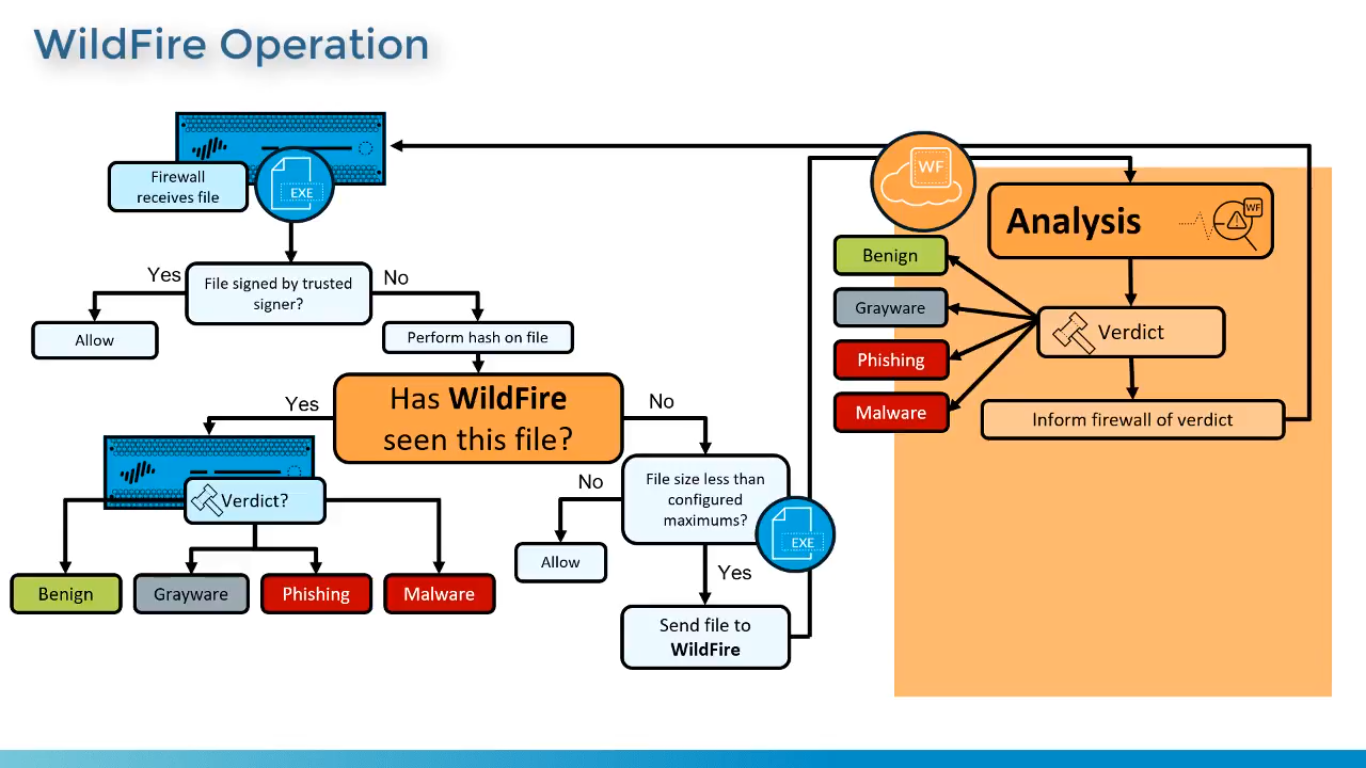 WildFire Operation
Firewall
receives file
EXE
Yes
File signed by trusted
signer?
No
Allow
Perform hash on file
Yes
Has WildFire
seen this file?
No
Verdict?
Benign
Grayware
Phishing
Malware
No
File size less than
configured
maximums?
EXE
Allow
Yes
Send file to
WildFire
WF
Analysis
WF
Benign
Grayware
Phishing
Malware
Verdict
Inform firewall of verdict